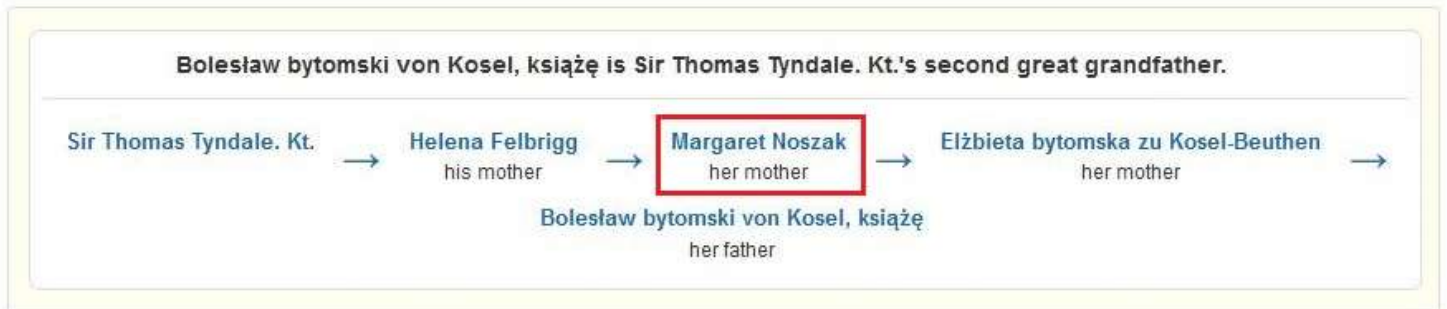 Bolesław bytomski von Kosel, książę is Sir Thomas Tyndale. Kt.'s second great grandfather.
Sir Thomas Tyndale. Kt. → Helena Felbrigg → Margaret Noszak → Elżbieta bytomska zu Kosel-Beuthen →
his mother her mother her mother
Bolesław bytomski von Kosel, książę
her father